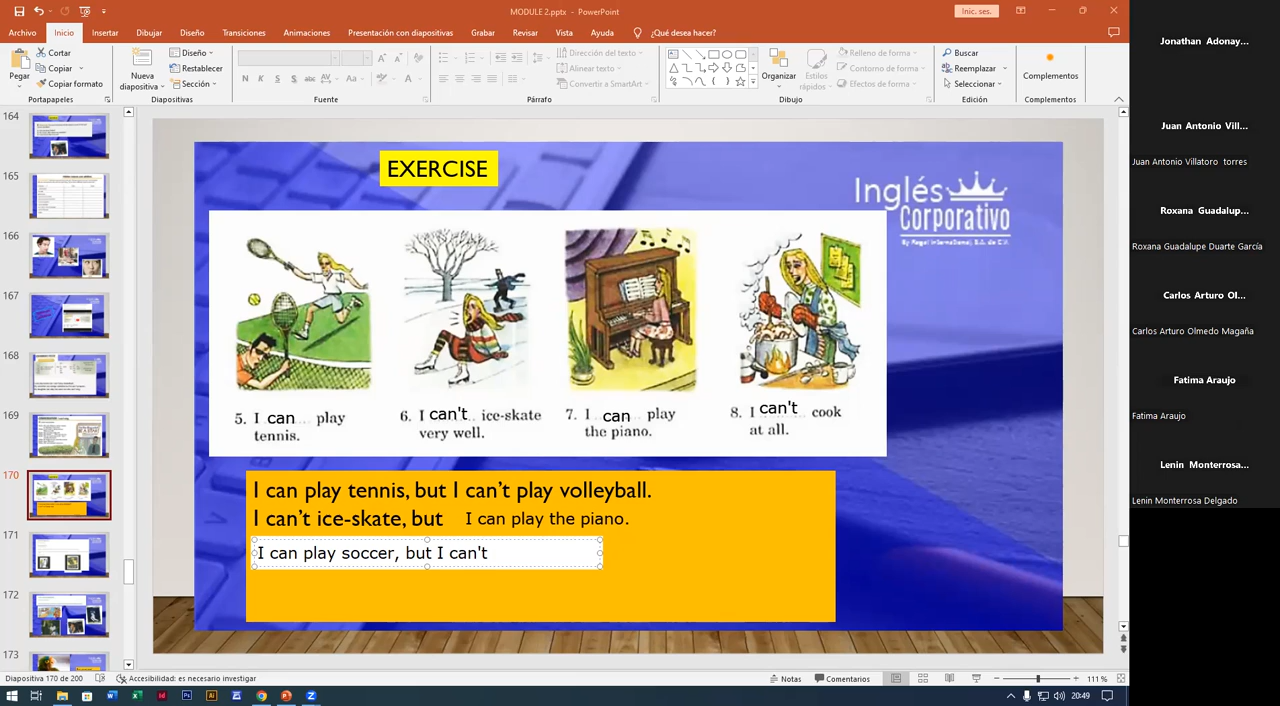 MODULE 2.pptx - PowerPoint
Inic. ses.
Archivo Inicio Insertar Dibujar Diseño Transiciones Animaciones Presentación con diapositivas Grabar Revisar Vista Ayuda ¿Qué desea hacer?
Pegar
Cortar
Copiar
Copiar formato
Portapapeles
Nueva diapositiva
Diseño
Restablecer
Sección
Diapositivas
N K S S abc AV Aa A
Fuente
Dirección del texto
Alinear texto
Convertir a SmartArt
Párrafo
Organizar
Estilos rápidos
Relleno de forma
Contorno de forma
Efectos de forma
Dibujo
Buscar
Reemplazar
Seleccionar
Edición
Complementos
Complementos
164
165
166
167
168
169
170
171
172
173
EXERCISE
Inglés
Corporativo
By Regal International, S.A. de C.V.
5. I can play
tennis.
6. I can't ice-skate
very well.
7. I can play
the piano.
8. I can't cook
at all.
I can play tennis, but I can’t play volleyball.
I can’t ice-skate, but I can play the piano.
I can play soccer, but I can't
Jonathan Adonay...
Juan Antonio Vill...
Juan Antonio Villatoro torres
Roxana Guadalup...
Roxana Guadalupe Duarte García
Carlos Arturo Ol...
Carlos Arturo Olmedo Magaña
Fatima Araujo
Fatima Araujo
Lenin Monterrosa...
Lenin Monterrosa Delgado
Diapositiva 170 de 200 Accesibilidad: es necesario investigar Notas Comentarios 111 %
20:49